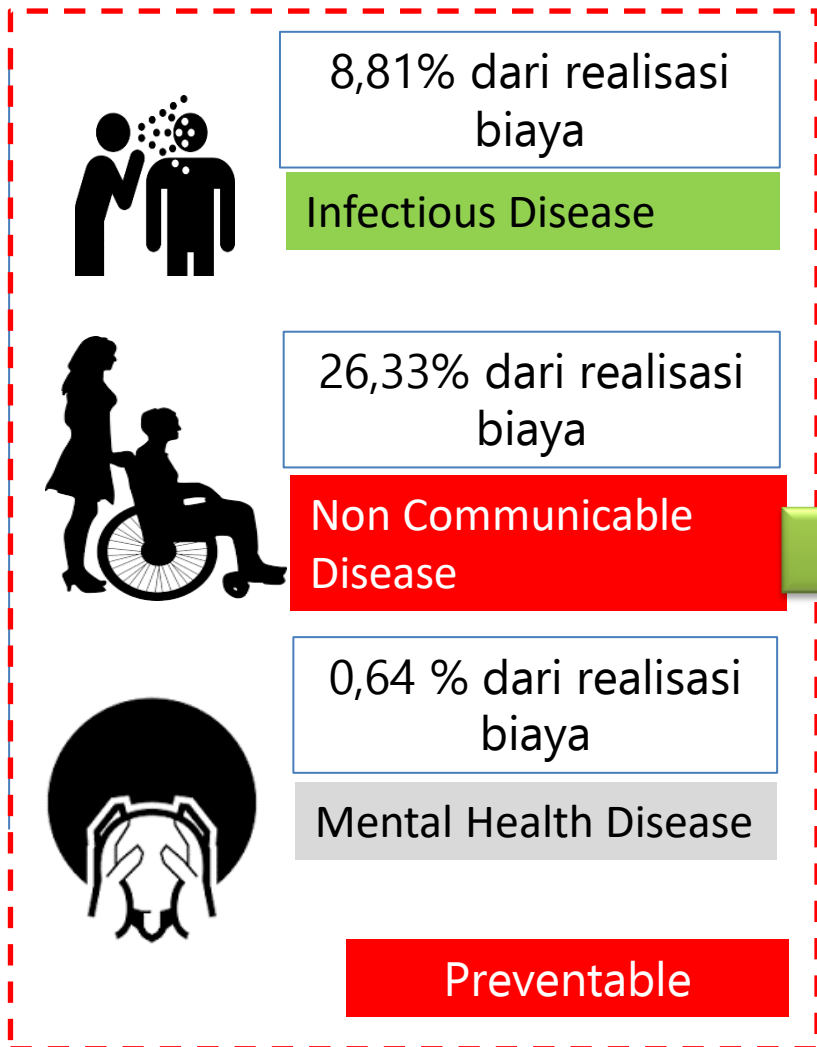 8,81% dari realisasi
biaya
Infectious Disease
26,33% dari realisasi
biaya
Non Communicable
Disease
0,64 % dari realisasi
biaya
Mental Health Disease
Preventable